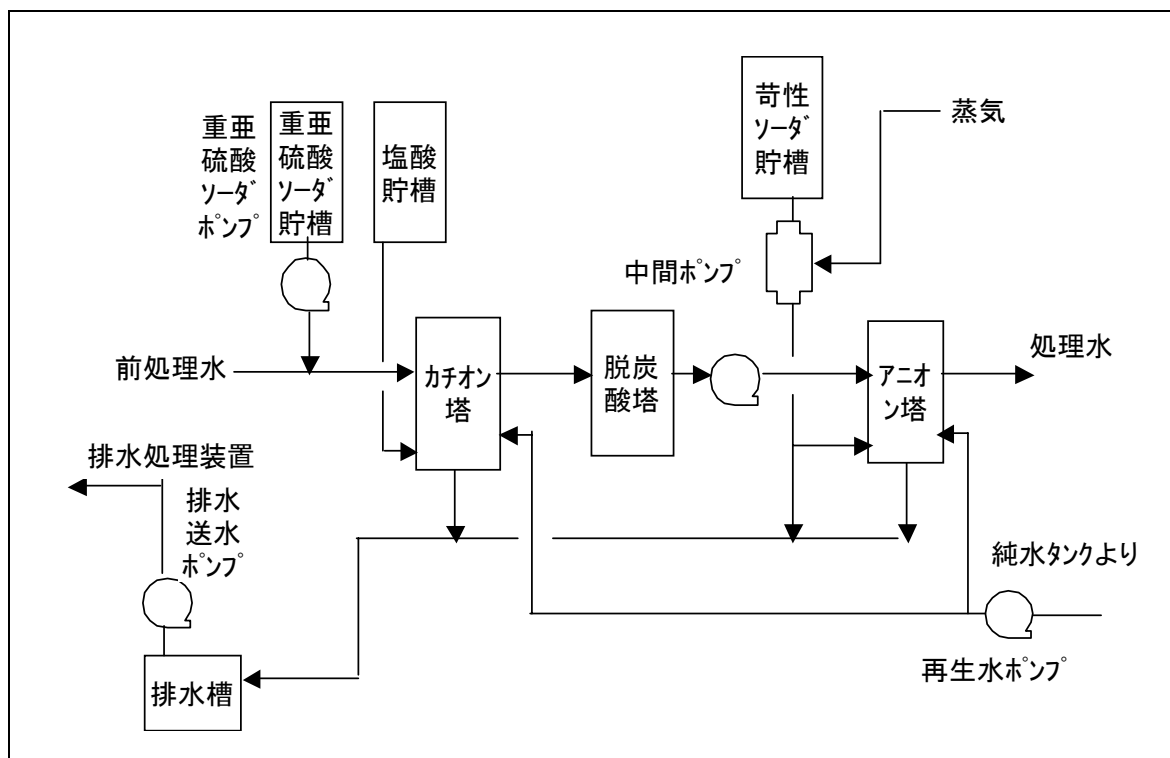 苛性
ソーダ
貯槽
蒸気
重亜
硫酸
ソーダ
ポンプ
重亜
硫酸
ソーダ
貯槽
塩酸
貯槽
中間ポンプ
前処理水
カチオン
塔
脱炭
酸塔
アニオ
ン塔
処理水
排水処理装置
排水
送水
ポンプ
純水タンクより
再生水ポンプ
排水槽